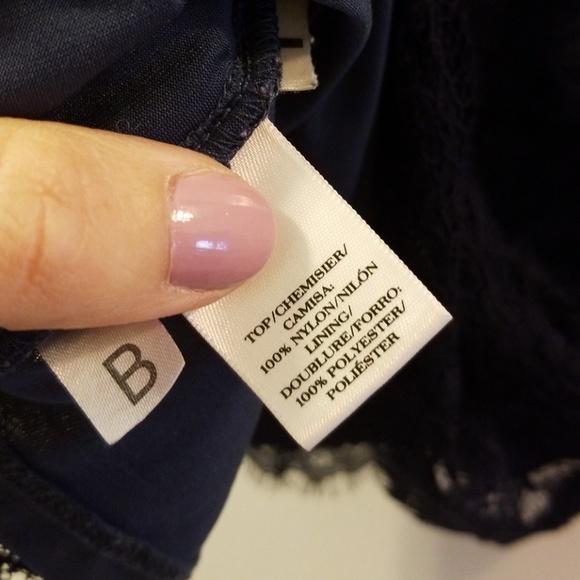 TOP/CHEMISIER/
CAMISA:
100% NYLON/NILÓN
LINING/
DOUBLURE/FORRO:
100% POLYESTER/
POLIÉSTER
B